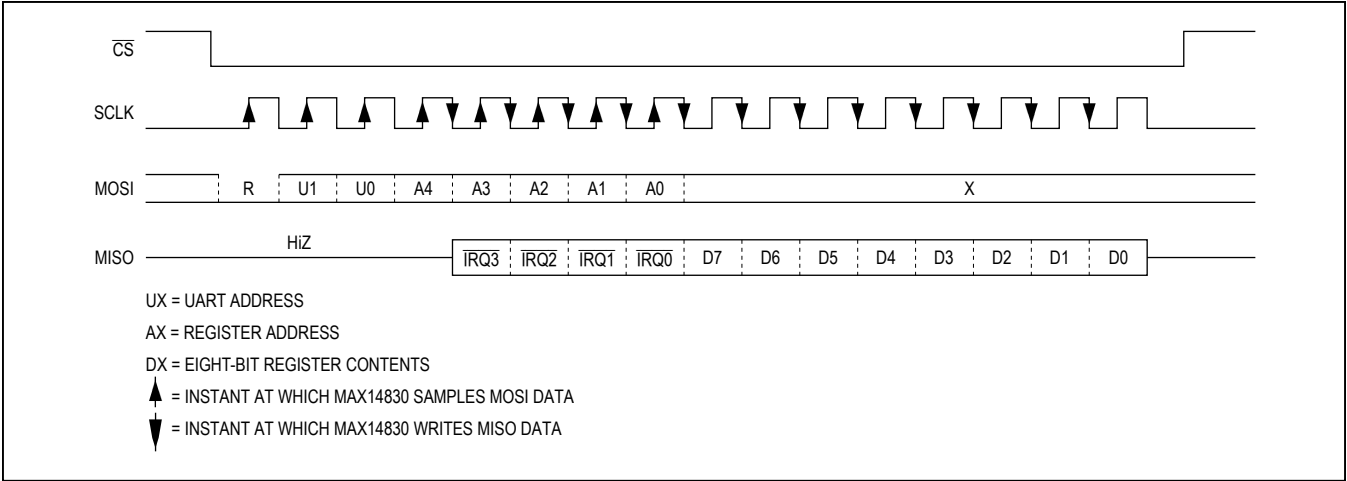 CS
SCLK
MOSI R U1 U0 A4 A3 A2 A1 A0 X
MISO HiZ IRQ3 IRQ2 IRQ1 IRQ0 D7 D6 D5 D4 D3 D2 D1 D0
UX = UART ADDRESS
AX = REGISTER ADDRESS
DX = EIGHT-BIT REGISTER CONTENTS
= INSTANT AT WHICH MAX14830 SAMPLES MOSI DATA
= INSTANT AT WHICH MAX14830 WRITES MISO DATA